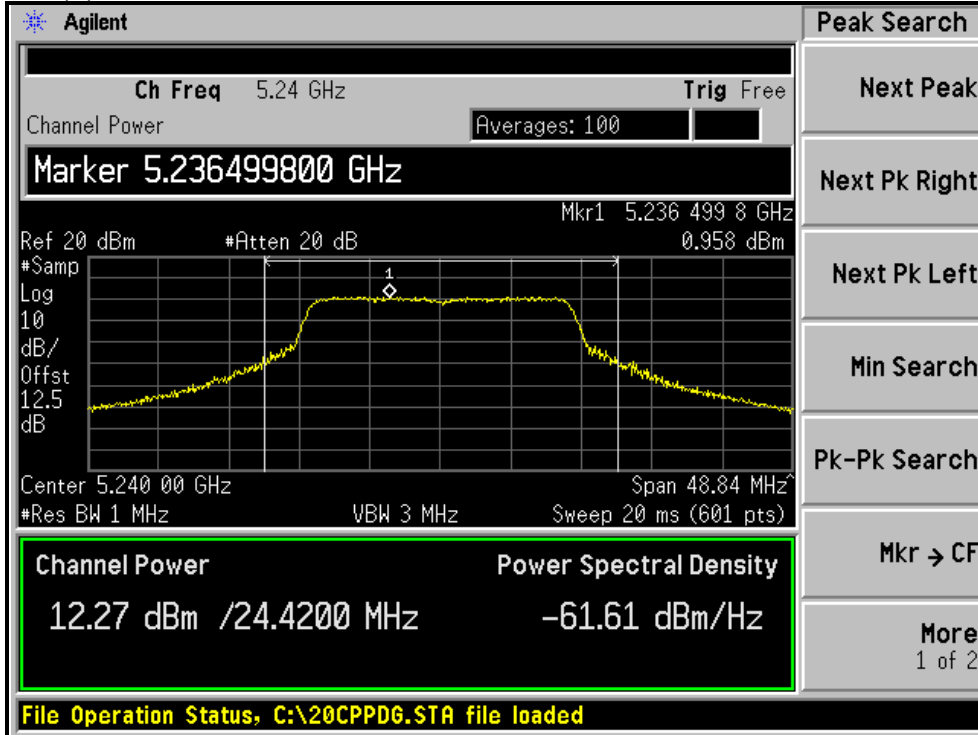 Agilent
Peak Search
Ch Freq 5.24 GHz Trig Free
Channel Power Averages: 100
Marker 5.236499800 GHz
Mkr1 5.236 499 8 GHz
Ref 20 dBm #Atten 20 dB 0.958 dBm
#Samp
Log
10
dB/
Offst
12.5
dB
1
Center 5.240 00 GHz Span 48.84 MHz^
#Res BW 1 MHz VBW 3 MHz Sweep 20 ms (601 pts)
Channel Power Power Spectral Density
12.27 dBm /24.4200 MHz -61.61 dBm/Hz
File Operation Status, C:\20CPPDG.STA file loaded
Next Peak
Next Pk Right
Next Pk Left
Min Search
Pk-Pk Search
Mkr → CF
More
1 of 2